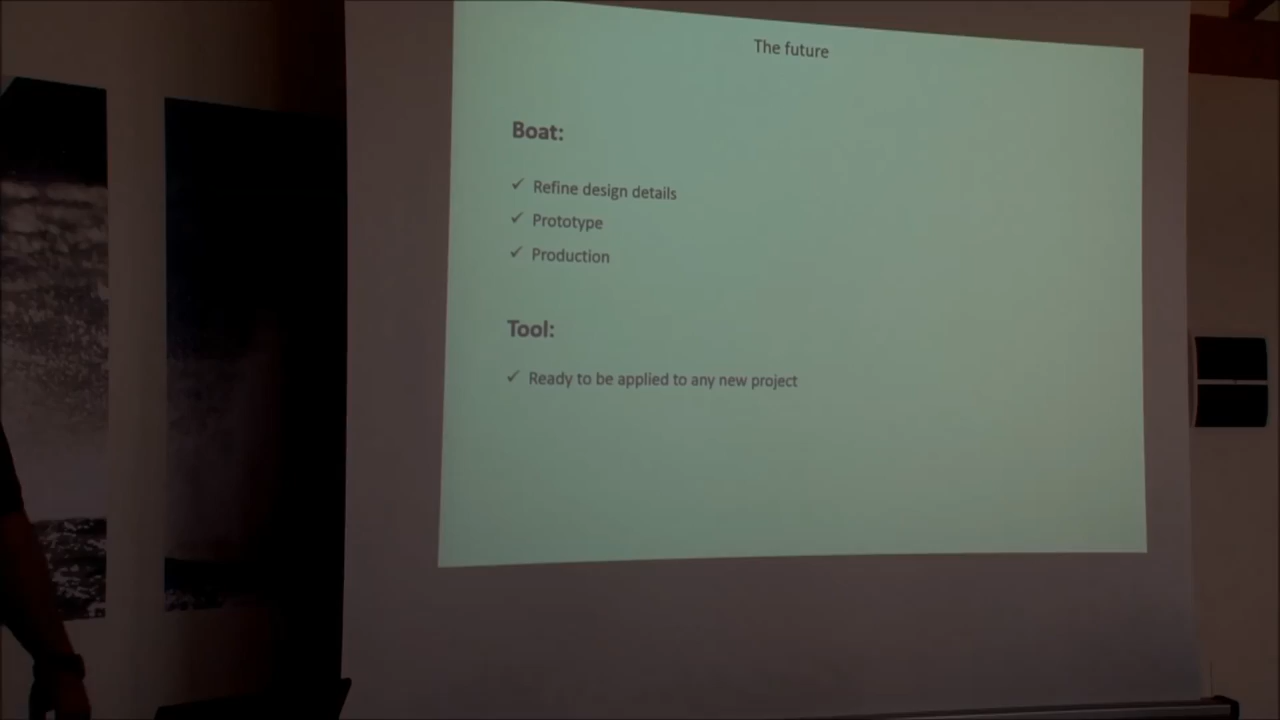 The future
Boat:
✓ Refine design details
✓ Prototype
✓ Production
Tool:
✓ Ready to be applied to any new project